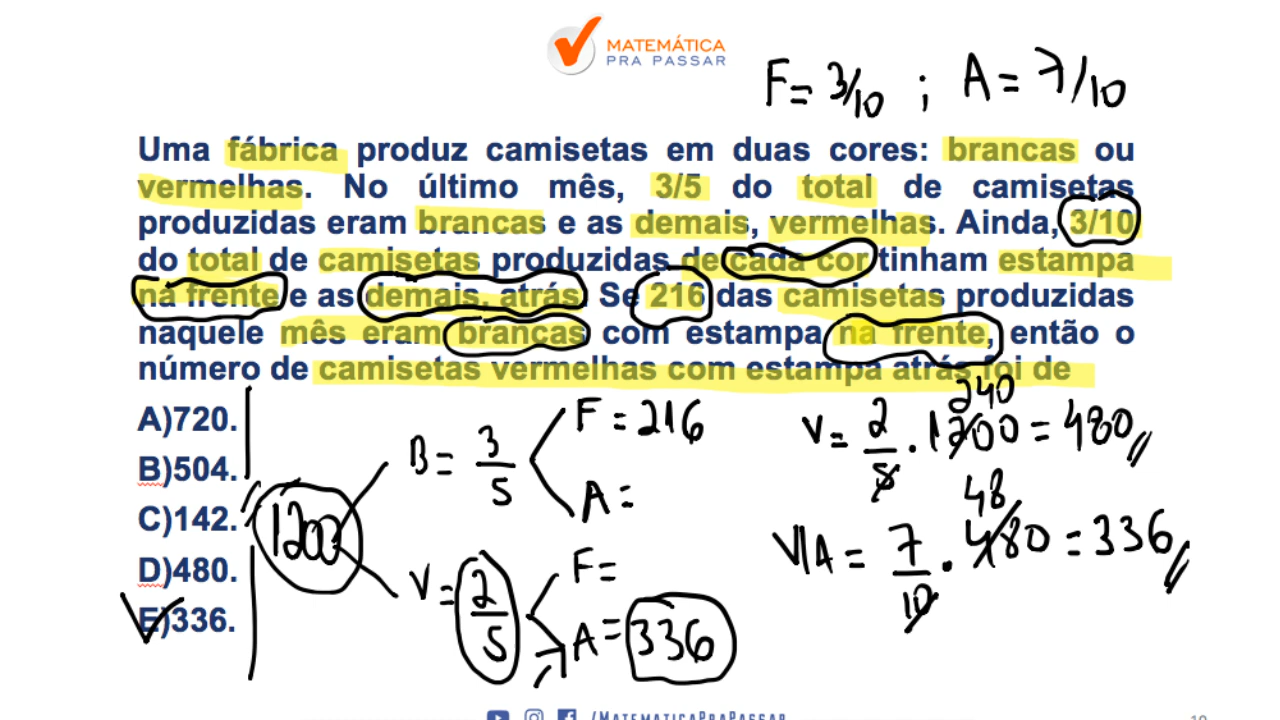 MATEMÁTICA
PRA PASSAR
F = 3/10 ; A = 7/10
Uma fábrica produz camisetas em duas cores: brancas ou
vermelhas. No último mês, 3/5 do total de camisetas
produzidas eram brancas e as demais, vermelhas. Ainda, 3/10
do total de camisetas produzidas de cada cor tinham estampa
na frente e as demais, atrás. Se 216 das camisetas produzidas
naquele mês eram brancas com estampa na frente, então o
número de camisetas vermelhas com estampa atrás foi de
A)720.
B)504.
C)142.
D)480.
E)336.
1200
B = 3/5
F = 216
A =
V = 2/5
F =
A = 336
240
V = 2/5 . 1200 = 480
48
V/A = 7/10 . 480 = 336
/MATEMATICAPRAPASSAR